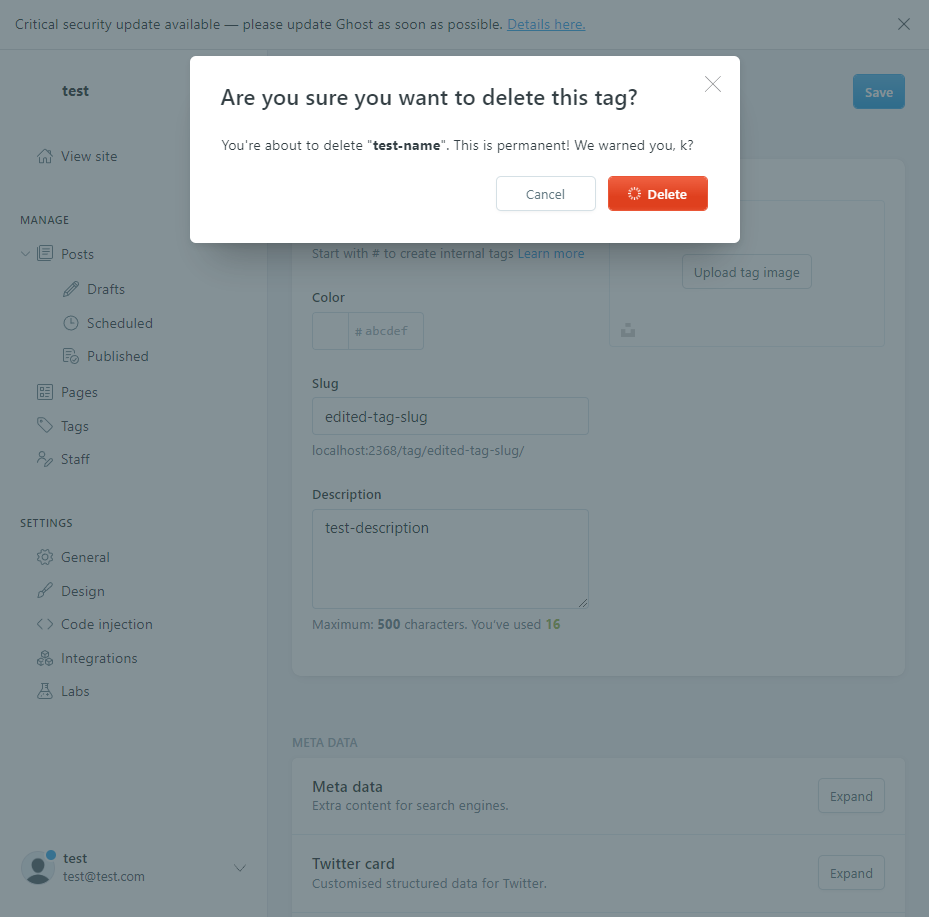 Critical security update available — please update Ghost as soon as possible. Details here.
test
Save
Are you sure you want to delete this tag?
You're about to delete "test-name". This is permanent! We warned you, k?
Cancel
Delete
View site
MANAGE
Posts
Drafts
Scheduled
Published
Pages
Tags
Staff
SETTINGS
General
Design
Code injection
Integrations
Labs
test
test@test.com
Start with # to create internal tags Learn more
Upload tag image
Color
# abcdef
Slug
edited-tag-slug
localhost:2368/tag/edited-tag-slug/
Description
test-description
Maximum: 500 characters. You've used 16
META DATA
Meta data
Extra content for search engines.
Expand
Twitter card
Customised structured data for Twitter.
Expand